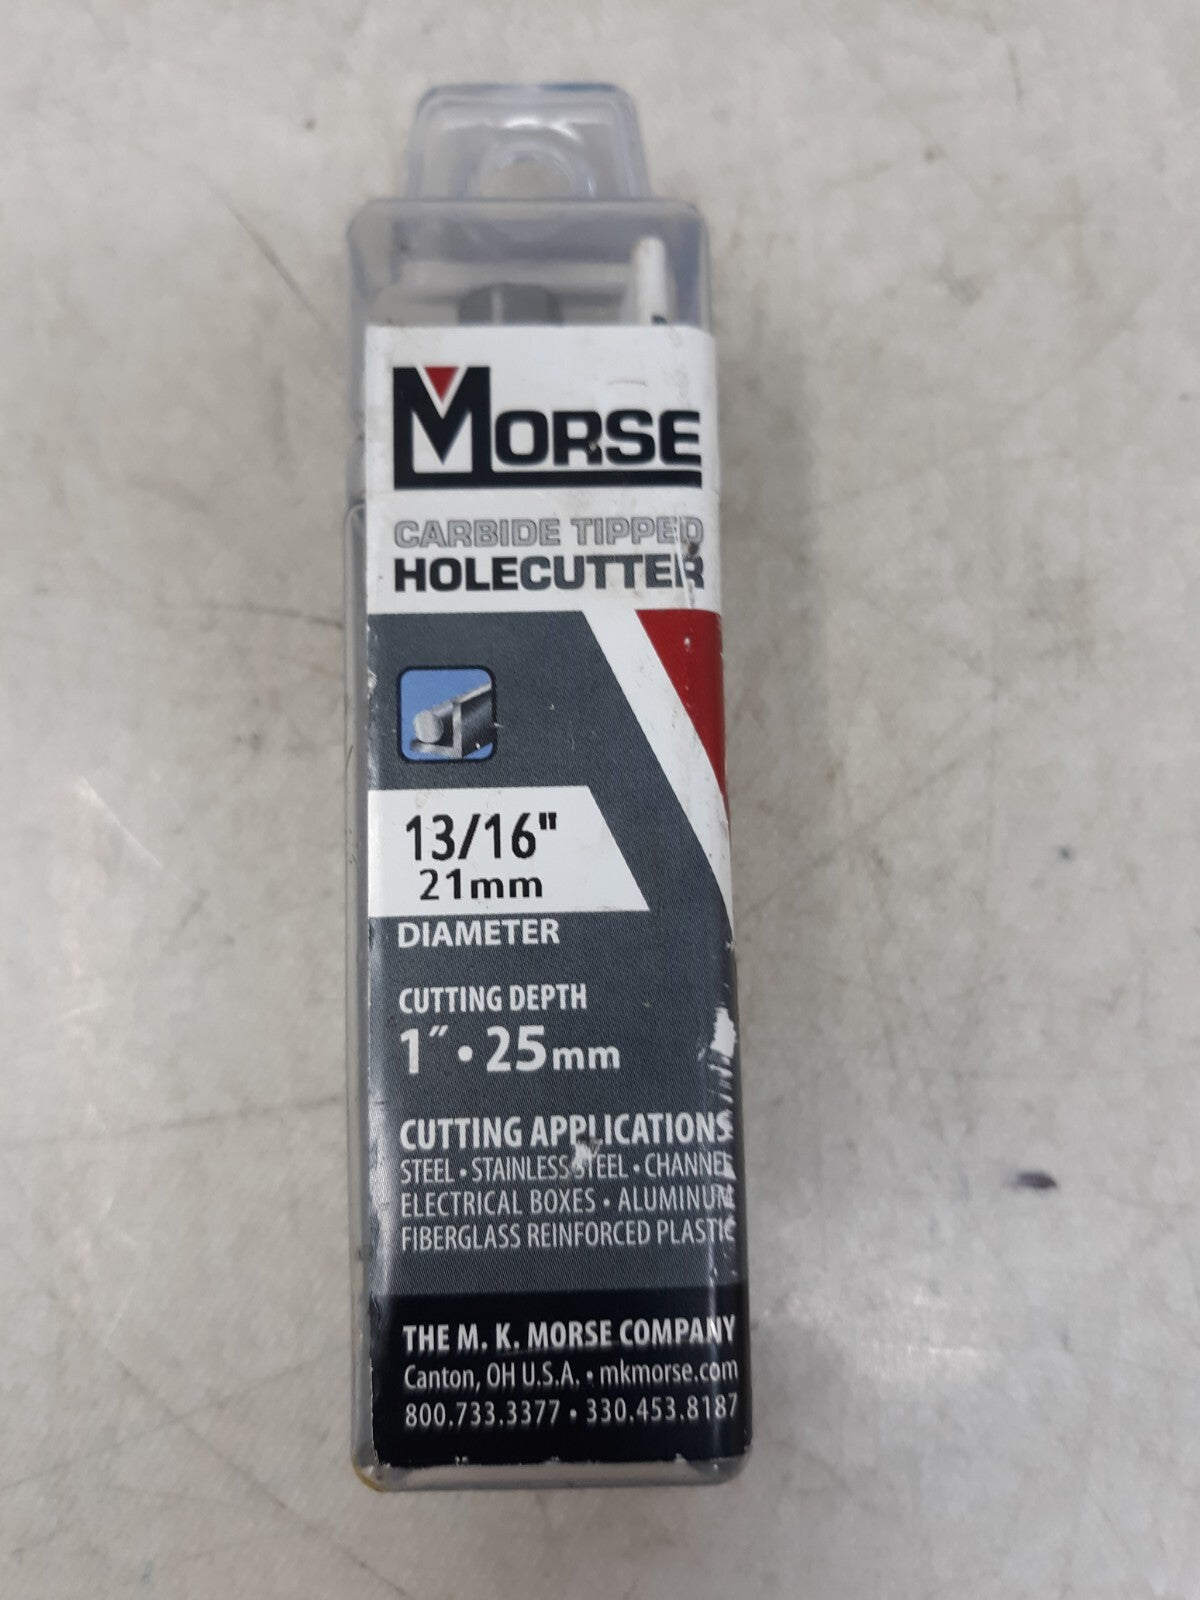 MORSE
CARBIDE TIPPED
HOLECUTTER
13/16"
21mm
DIAMETER
CUTTING DEPTH
1″ • 25mm
CUTTING APPLICATIONS
STEEL • STAINLESS STEEL • CHANNEL
ELECTRICAL BOXES • ALUMINUM
FIBERGLASS REINFORCED PLASTIC
THE M. K. MORSE COMPANY
Canton, OH U.S.A. • mkmorse.com
800.733.3377 • 330.453.8187